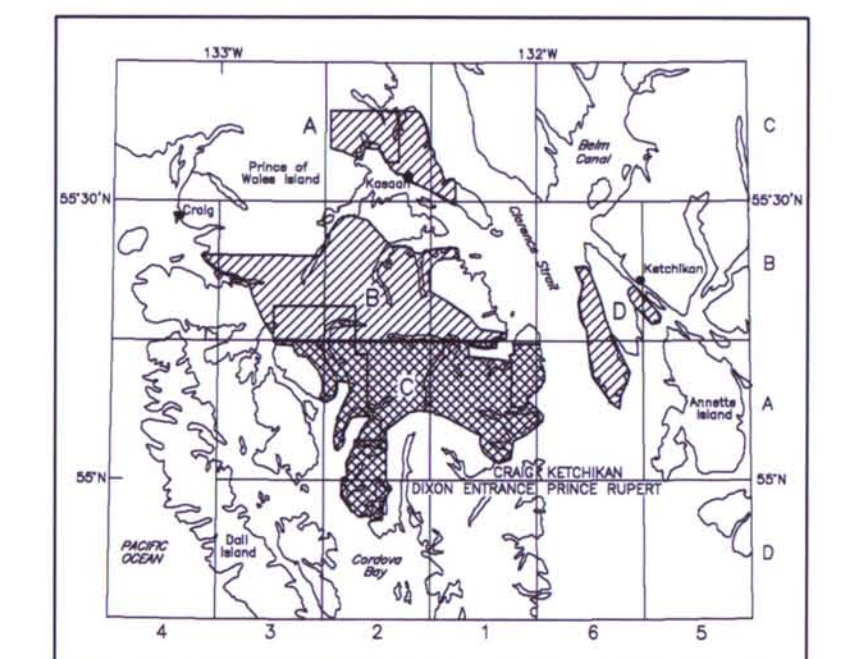 133°W
132°W
A
C
Prince of
Wales Island
Kasaan
Behm
Canal
55°30'N
55°30'N
Craig
Clarence Strait
B
B
Ketchikan
D
C
Annette
Island
A
CRAIG KETCHIKAN
DIXON ENTRANCE PRINCE RUPERT
55°N
55°N
PACIFIC
OCEAN
Dall
Island
Cordova
Bay
D
4
3
2
1
6
5